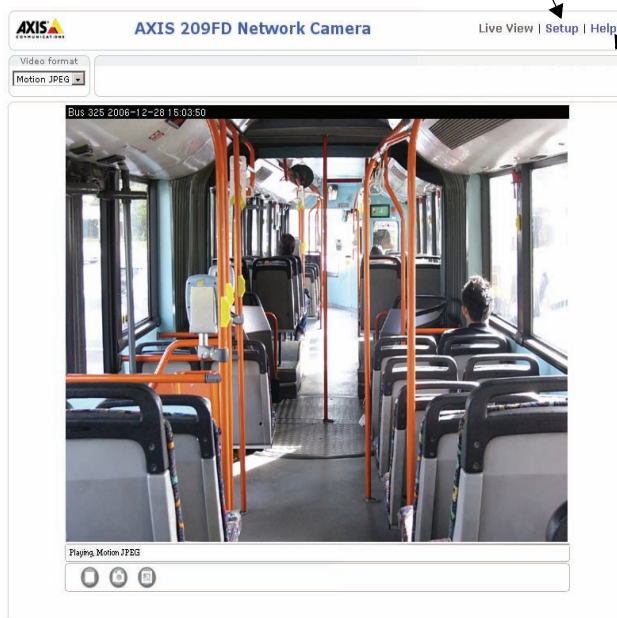 AXIS
COMMUNICATIONS
AXIS 209FD Network Camera
Live View | Setup | Help
Video format
Motion JPEG
Bus 325 2006-12-28 15:03:50
Playing, Motion JPEG